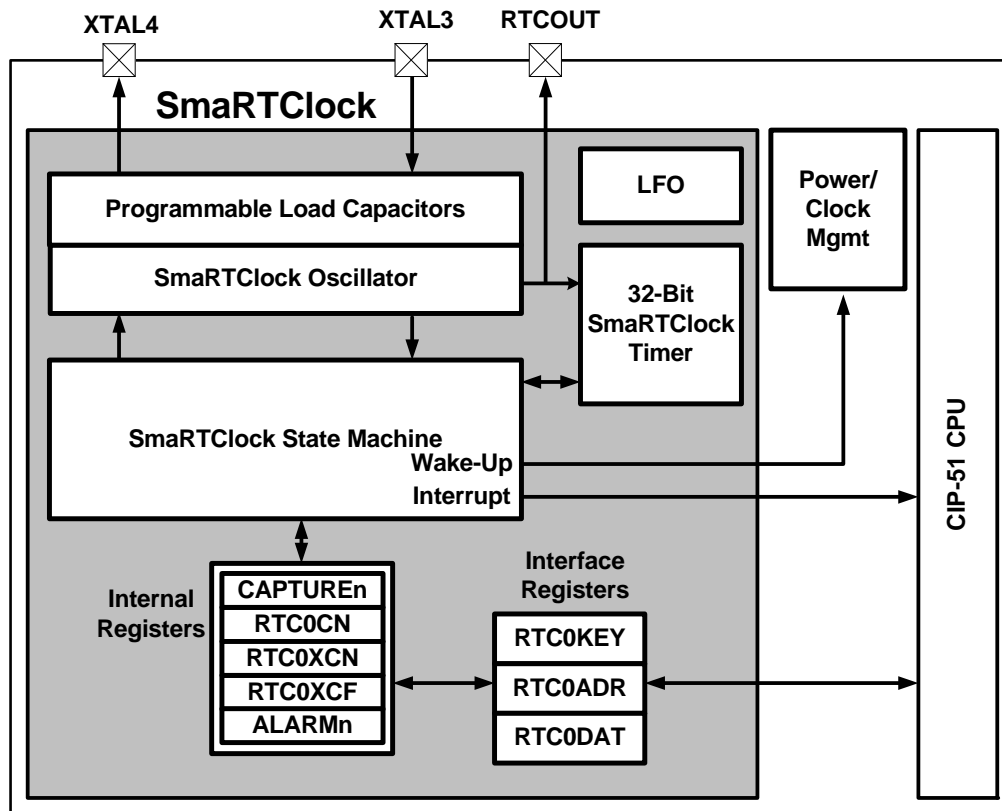 XTAL4
XTAL3
RTCOUT
SmaRTClock
Programmable Load Capacitors
SmaRTClock Oscillator
LFO
32-Bit
SmaRTClock
Timer
Power/
Clock
Mgmt
SmaRTClock State Machine
Wake-Up
Interrupt
CIP-51 CPU
Internal
Registers
CAPTUREn
RTC0CN
RTC0XCN
RTC0XCF
ALARMn
Interface
Registers
RTC0KEY
RTC0ADR
RTC0DAT